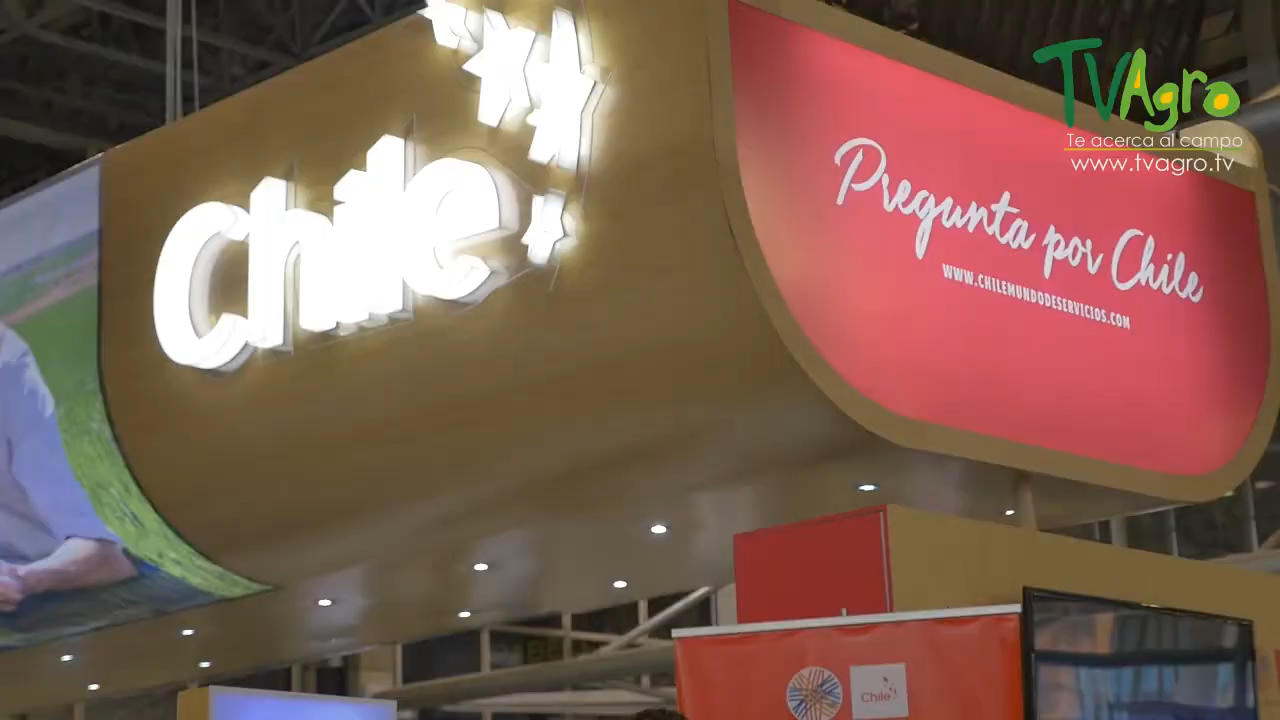 Chile
Pregunta por Chile
WWW.CHILEMUNDODESERVICIOS.COM
TVAgro
Te acerca al campo
www.tvagro.tv
Chile